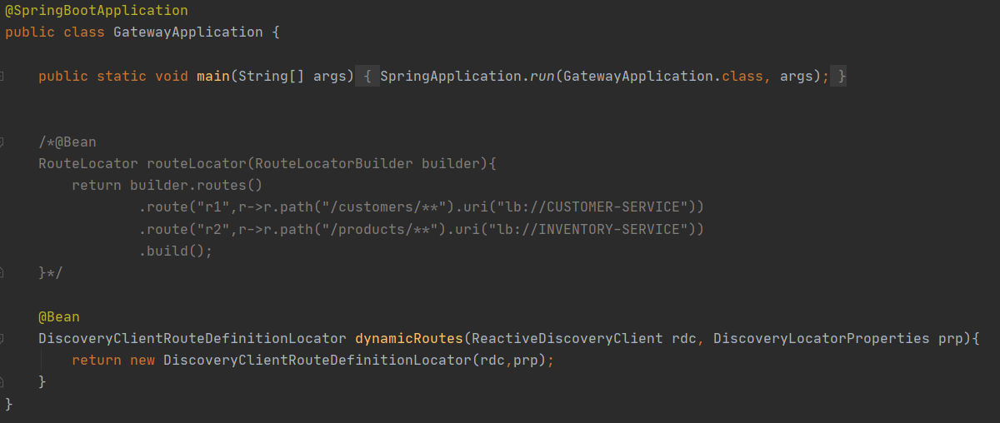 @SpringBootApplication
public class GatewayApplication {
public static void main(String[] args) { SpringApplication.run(GatewayApplication.class, args); }
/*@Bean
RouteLocator routeLocator(RouteLocatorBuilder builder){
return builder.routes()
.route("r1",r->r.path("/customers/**").uri("lb://CUSTOMER-SERVICE"))
.route("r2",r->r.path("/products/**").uri("lb://INVENTORY-SERVICE"))
.build();
}*/
@Bean
DiscoveryClientRouteDefinitionLocator dynamicRoutes(ReactiveDiscoveryClient rdc, DiscoveryLocatorProperties prp){
return new DiscoveryClientRouteDefinitionLocator(rdc,prp);
}
}